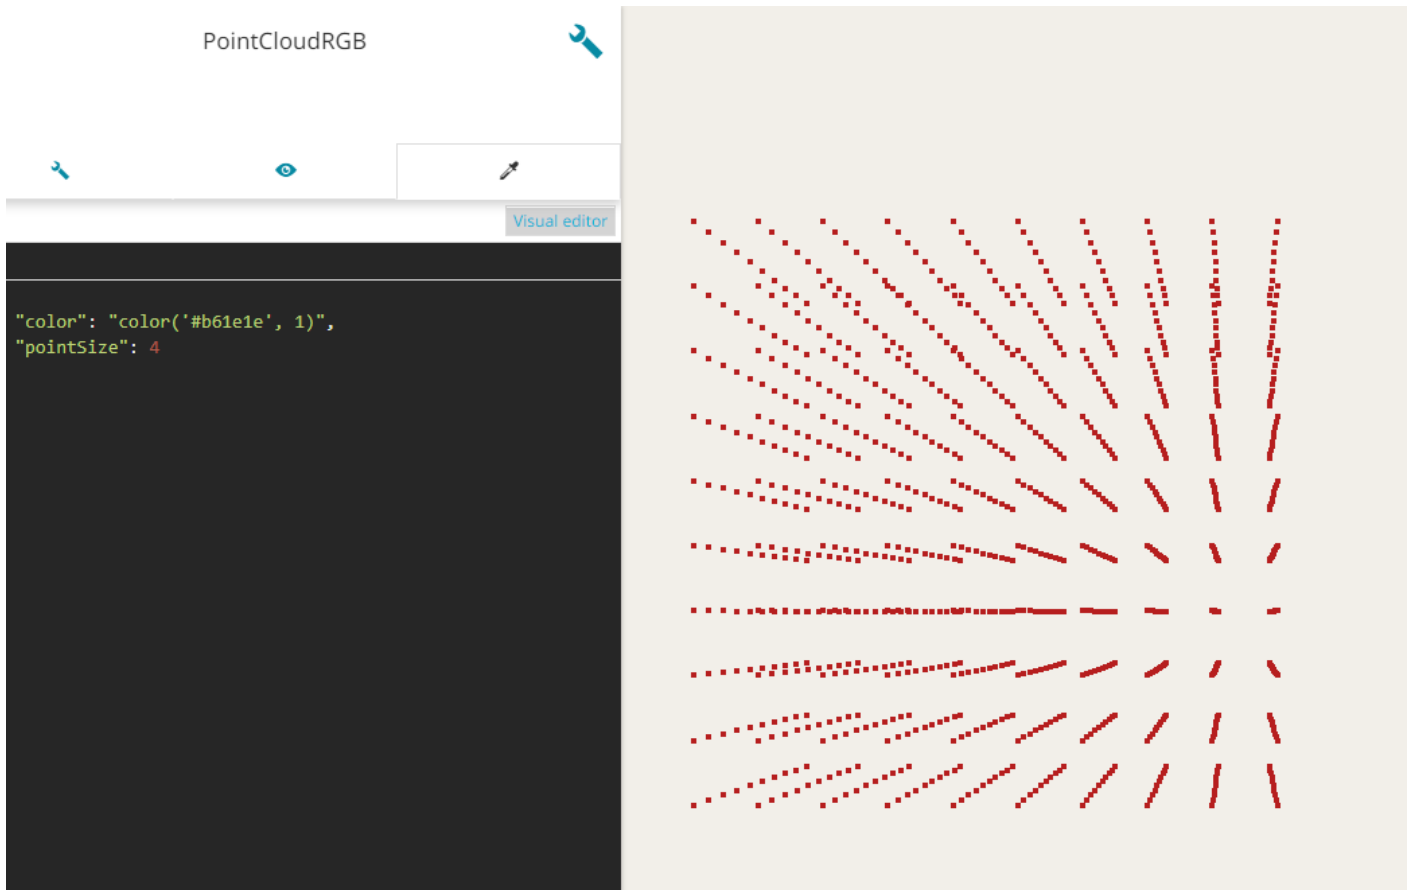 PointCloudRGB
Visual editor
"color": "color('#b61e1e', 1)",
"pointSize": 4